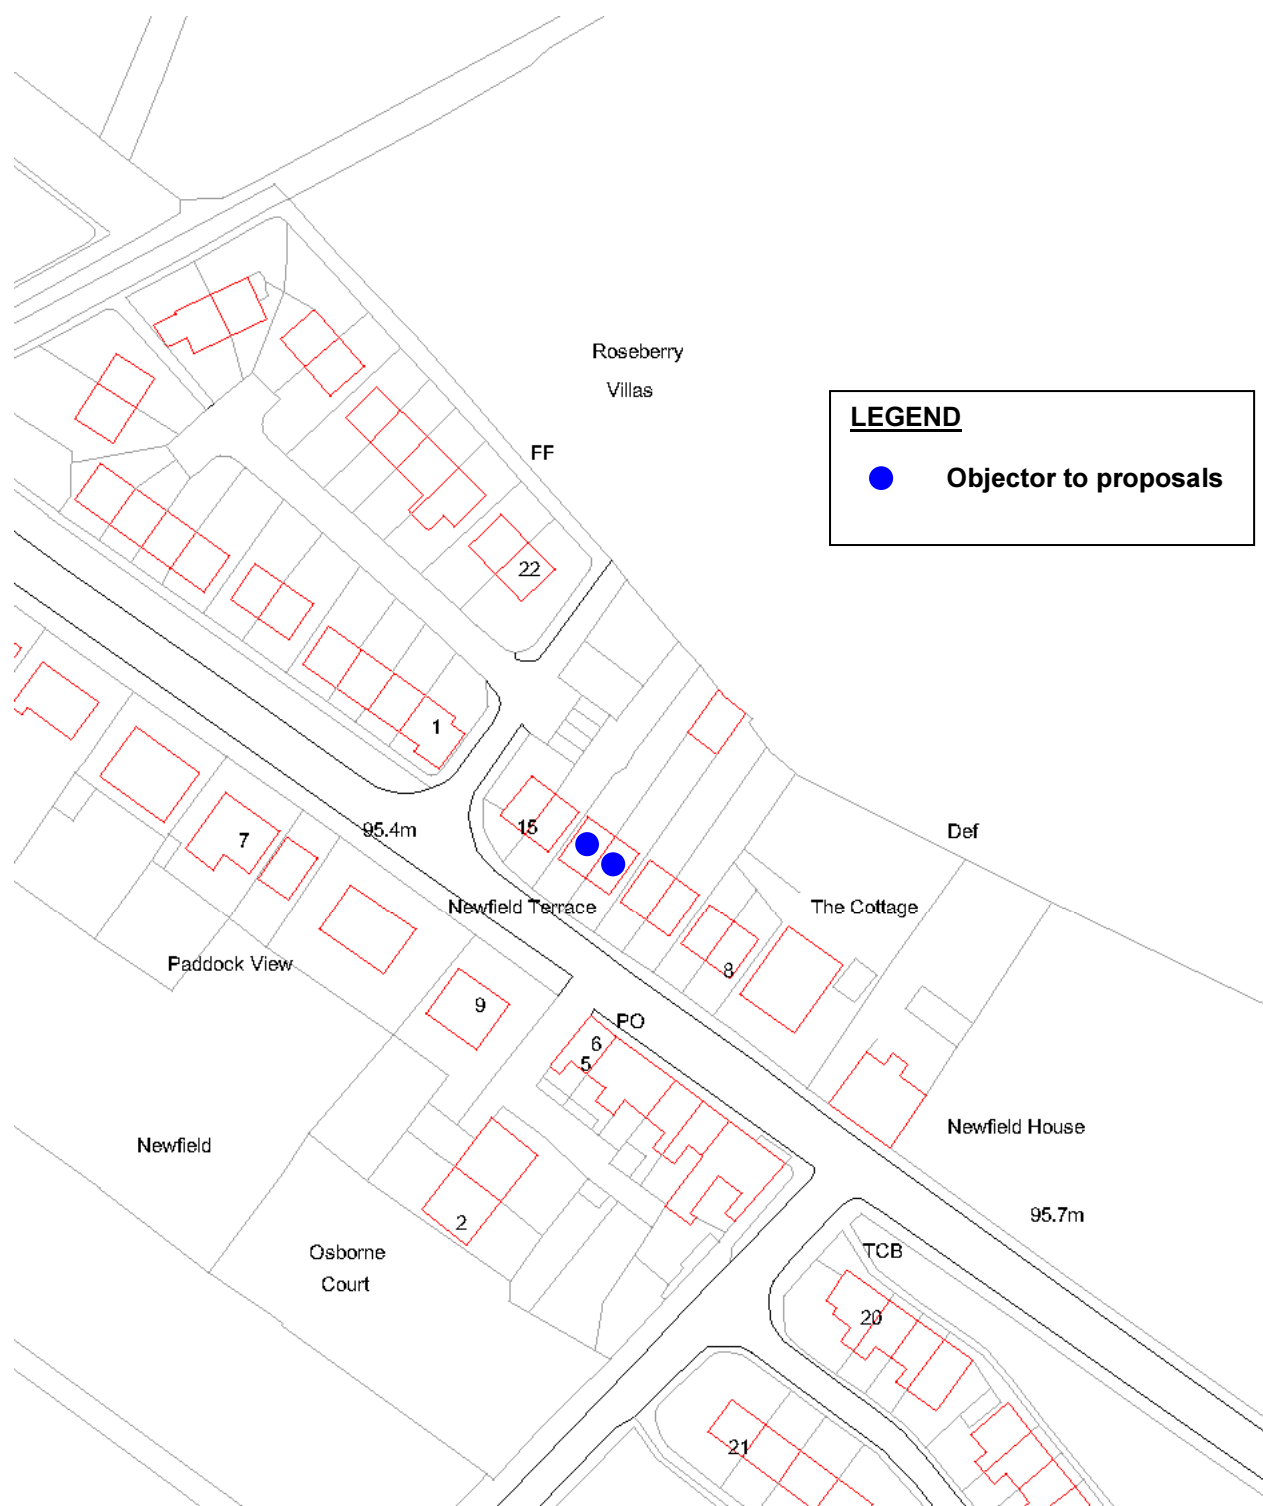 Roseberry
Villas
LEGEND
Objector to proposals
FF
22
1
15
7
95.4m
Def
Newfield Terrace
The Cottage
Paddock View
8
9
PO
6
5
Newfield House
Newfield
2
95.7m
Osborne
Court
TCB
20
21